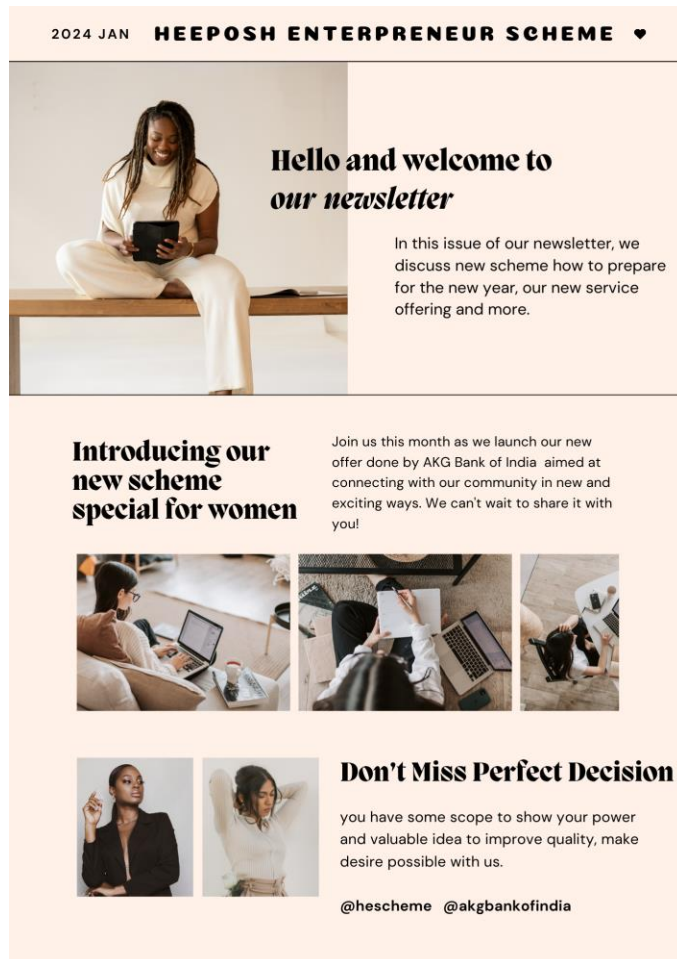 2024 JAN HEEPOSH ENTERPRENEUR SCHEME
Hello and welcome to
our newsletter
In this issue of our newsletter, we
discuss new scheme how to prepare
for the new year, our new service
offering and more.
Introducing our
new scheme
special for women
Join us this month as we launch our new
offer done by AKG Bank of India aimed at
connecting with our community in new and
exciting ways. We can't wait to share it with
you!
Don't Miss Perfect Decision
you have some scope to show your power
and valuable idea to improve quality, make
desire possible with us.
@hescheme @akgbankofindia